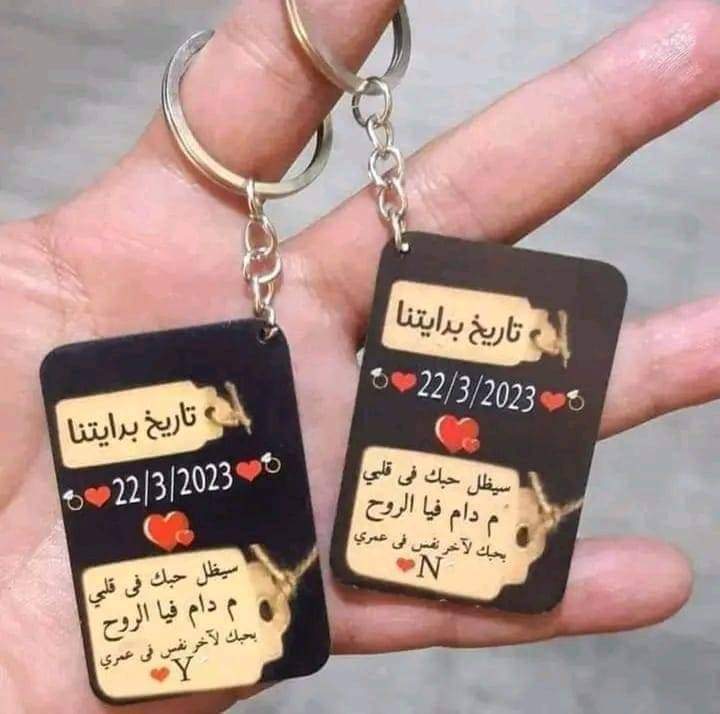 تاريخ بدايتنا
22/3/2023
سيظل حبك فى قلبي
م دام فيا الروح
بحبك لآخر نفس فى عمري
Y
تاريخ بدايتنا
22/3/2023
سيظل حبك فى قلبي
م دام فيا الروح
بحبك لآخر نفس فى عمري
N